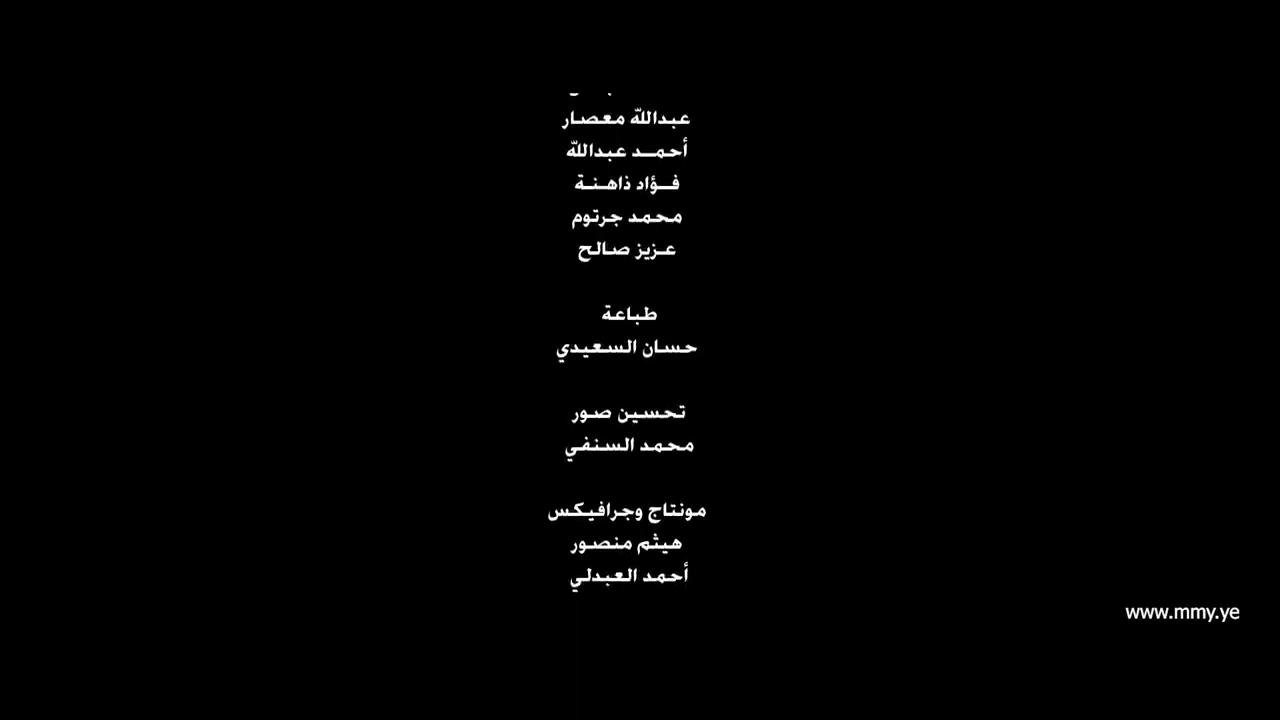 عبدالله معصار
أحمد عبدالله
فؤاد ذاهنة
محمد جرتوم
عزيز صالح
طباعة
حسان السعيدي
تحسين صور
محمد السنفي
مونتاج وجرافيكس
هيثم منصور
أحمد العبدلي
www.mmy.ye